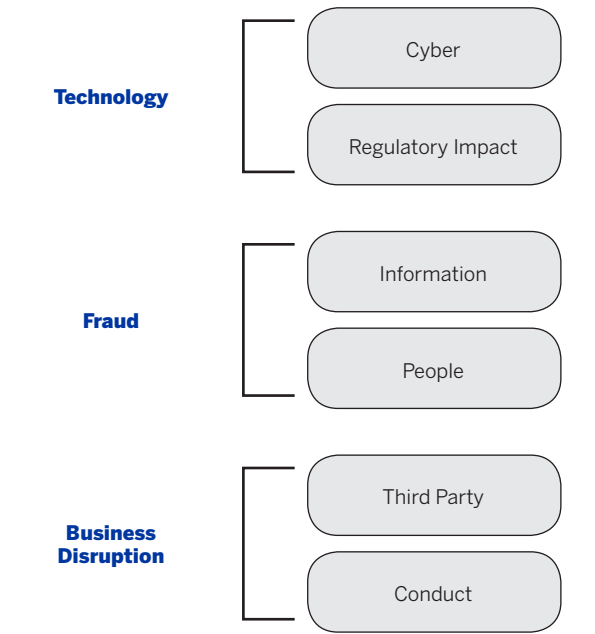 Technology
Cyber
Regulatory Impact
Fraud
Information
People
Business
Disruption
Third Party
Conduct